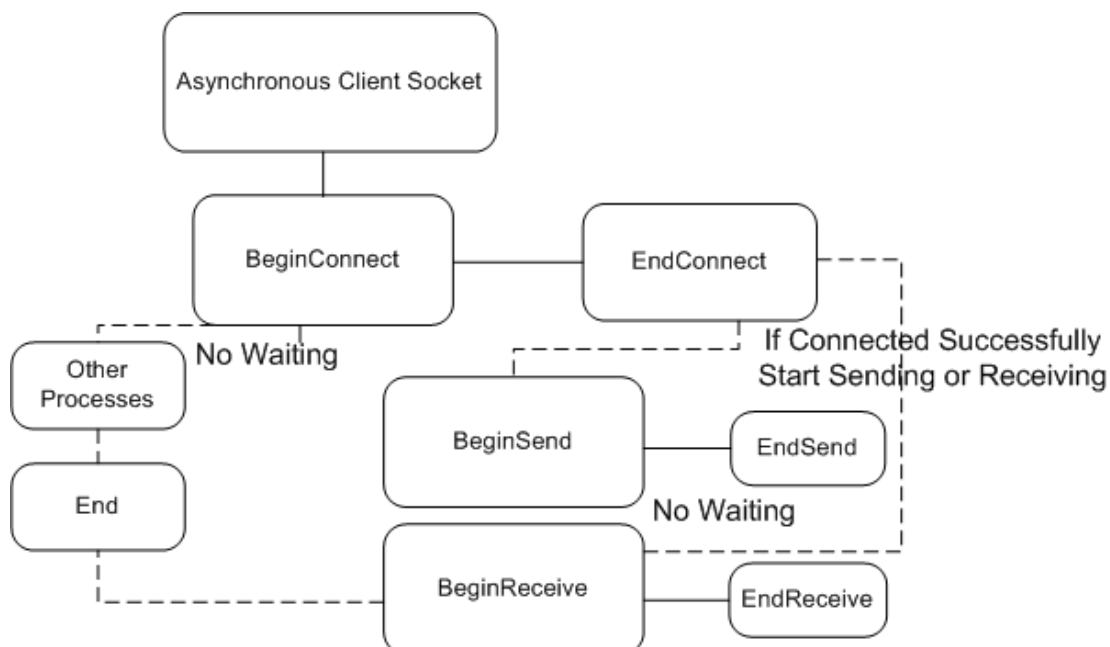 Asynchronous Client Socket
BeginConnect
EndConnect
No Waiting
If Connected Successfully
Start Sending or Receiving
Other
Processes
BeginSend
EndSend
End
No Waiting
BeginReceive
EndReceive